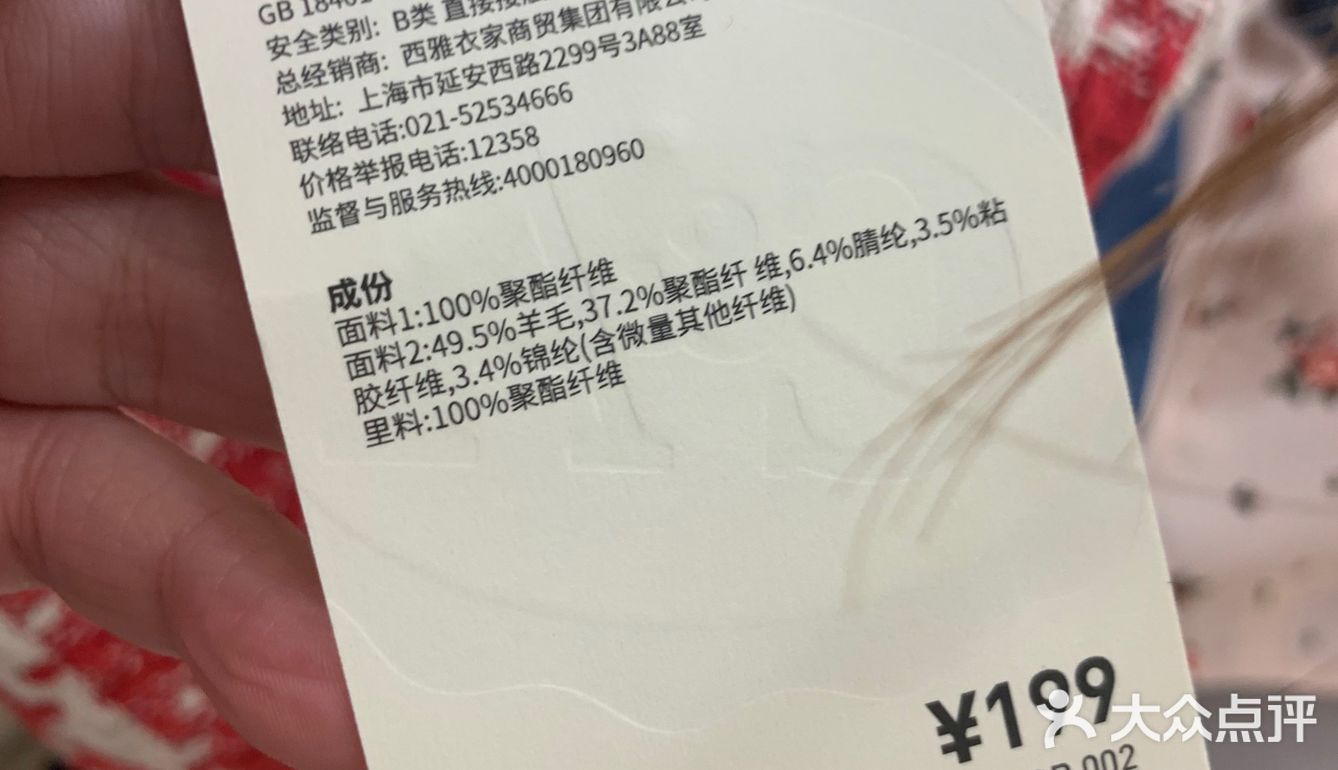 GB 18401
安全类别: B类 直接接
总经销商: 西雅衣家商贸集团有限公司
地址: 上海市延安西路2299号3A88室
联络电话:021-52534666
价格举报电话:12358
监督与服务热线:4000180960
成份
面料1:100%聚酯纤维
面料2:49.5%羊毛,37.2%聚酯纤 维,6.4%腈纶,3.5%粘
胶纤维,3.4%锦纶(含微量其他纤维)
里料:100%聚酯纤维
¥199
002
大众点评